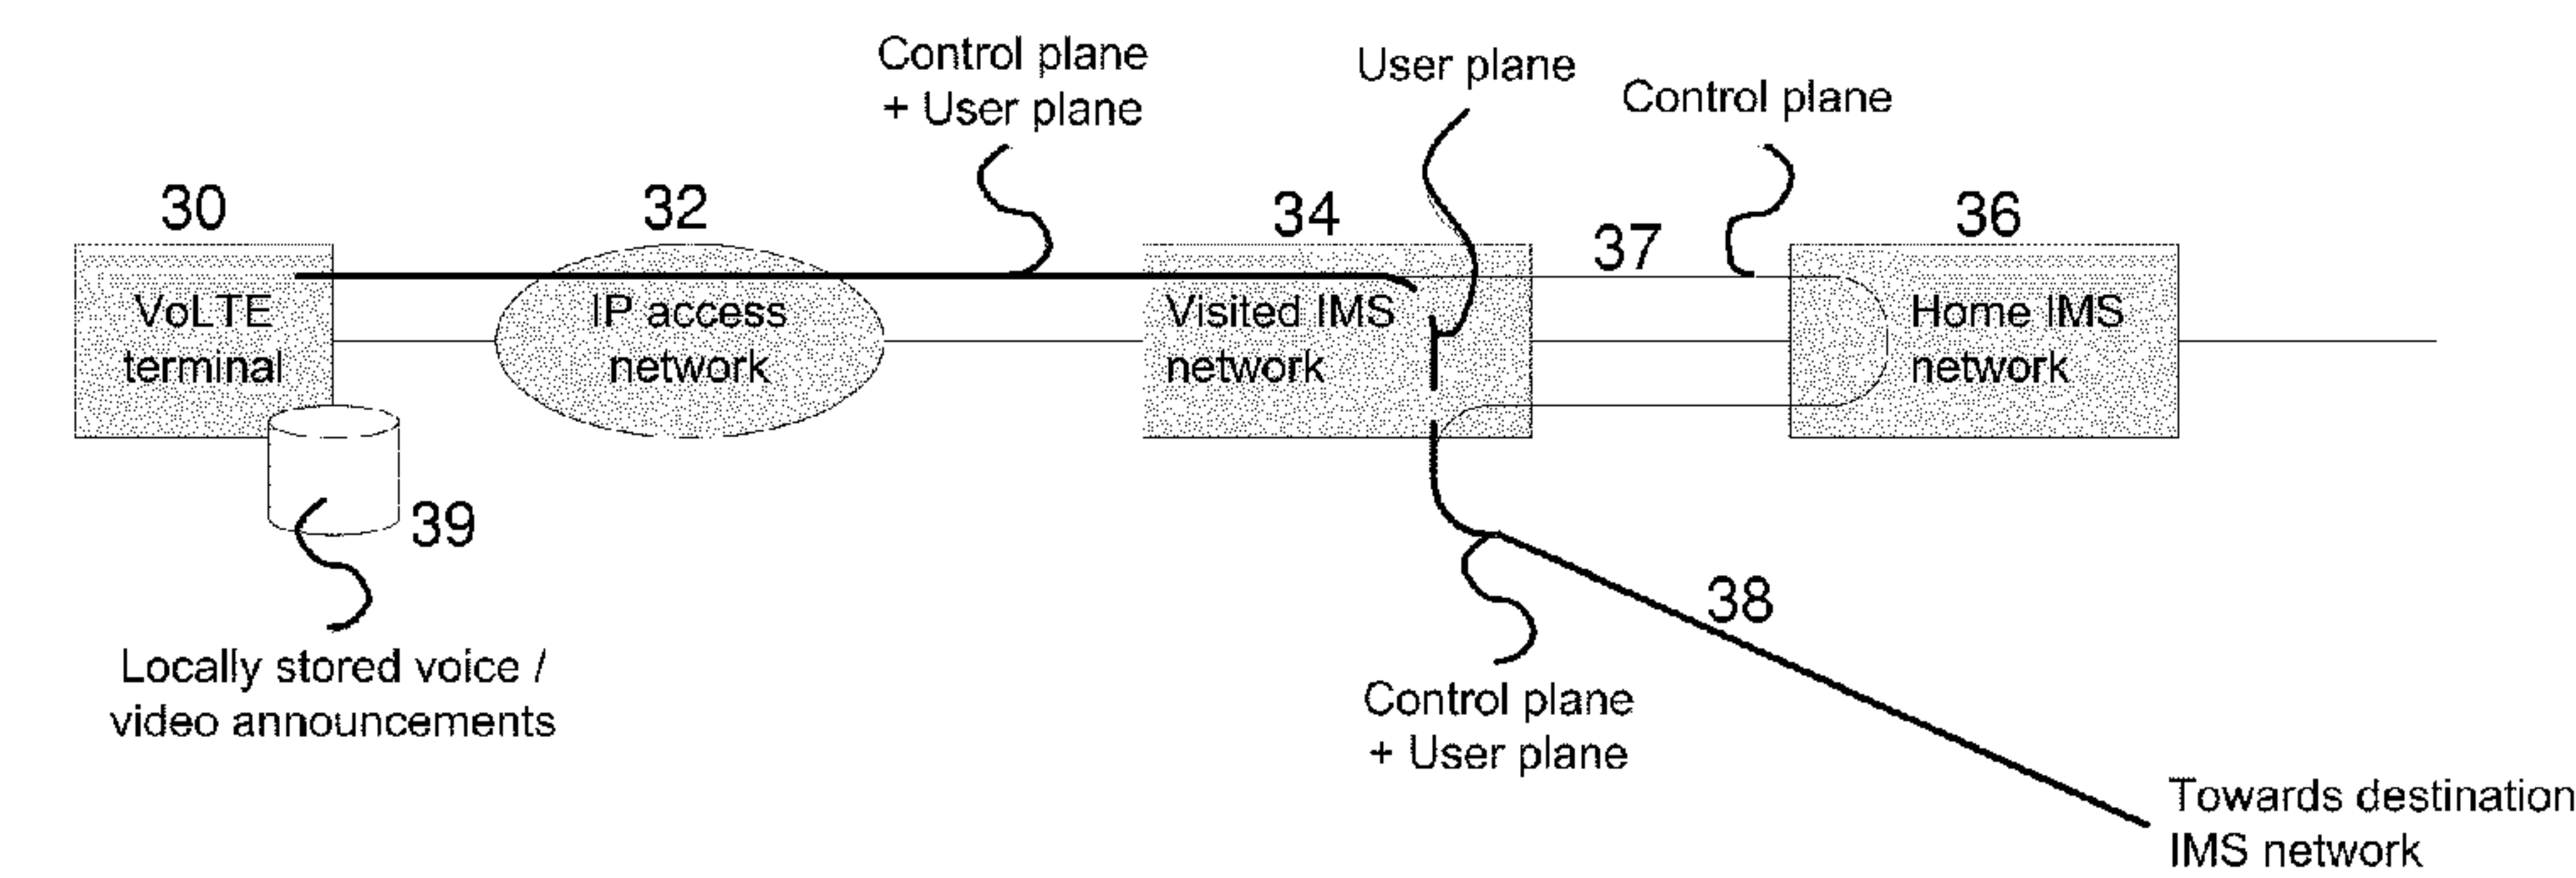 Control plane
+ User plane
User plane
Control plane
30
32
34
37
36
VoLTE
terminal
IP access
network
Visited IMS
network
Home IMS
network
39
Locally stored voice /
video announcements
38
Control plane
+ User plane
Towards destination
IMS network